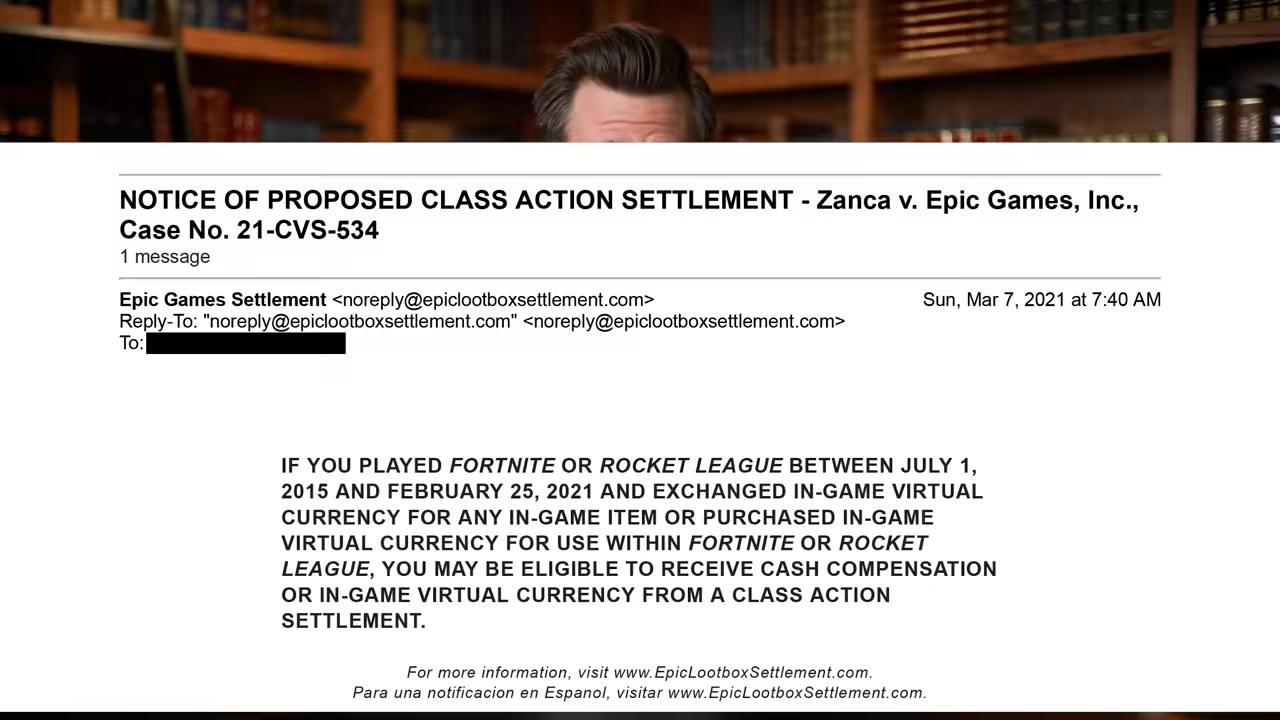 NOTICE OF PROPOSED CLASS ACTION SETTLEMENT - Zanca v. Epic Games, Inc.,
Case No. 21-CVS-534
1 message
Epic Games Settlement <noreply@epiclootboxsettlement.com> Sun, Mar 7, 2021 at 7:40 AM
Reply-To: "noreply@epiclootboxsettlement.com" <noreply@epiclootboxsettlement.com>
To:
IF YOU PLAYED FORTNITE OR ROCKET LEAGUE BETWEEN JULY 1,
2015 AND FEBRUARY 25, 2021 AND EXCHANGED IN-GAME VIRTUAL
CURRENCY FOR ANY IN-GAME ITEM OR PURCHASED IN-GAME
VIRTUAL CURRENCY FOR USE WITHIN FORTNITE OR ROCKET
LEAGUE, YOU MAY BE ELIGIBLE TO RECEIVE CASH COMPENSATION
OR IN-GAME VIRTUAL CURRENCY FROM A CLASS ACTION
SETTLEMENT.
For more information, visit www.EpicLootboxSettlement.com.
Para una notificacion en Espanol, visitar www.EpicLootboxSettlement.com.